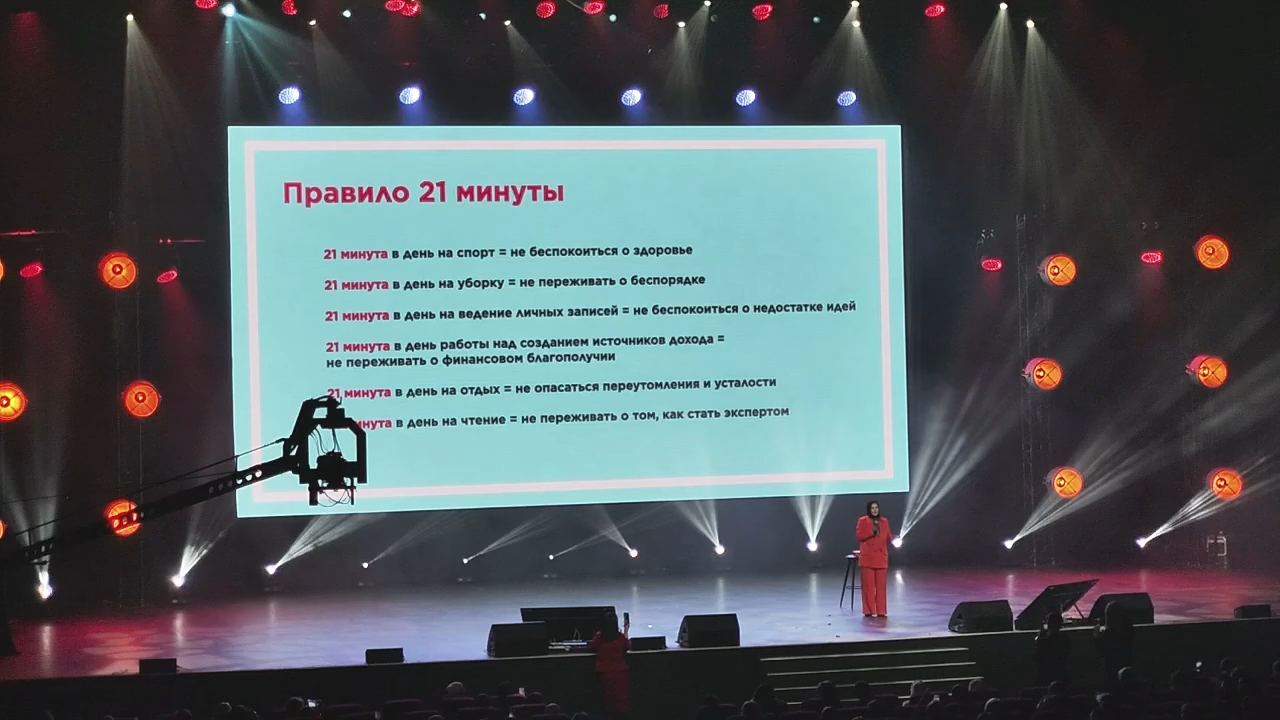 Правило 21 минуты
21 минута в день на спорт = не беспокоиться о здоровье
21 минута в день на уборку = не переживать о беспорядке
21 минута в день на ведение личных записей = не беспокоиться о недостатке идей
21 минута в день работы над созданием источников дохода =
не переживать о финансовом благополучии
21 минута в день на отдых = не опасаться переутомления и усталости
в день на чтение = не переживать о том, как стать экспертом